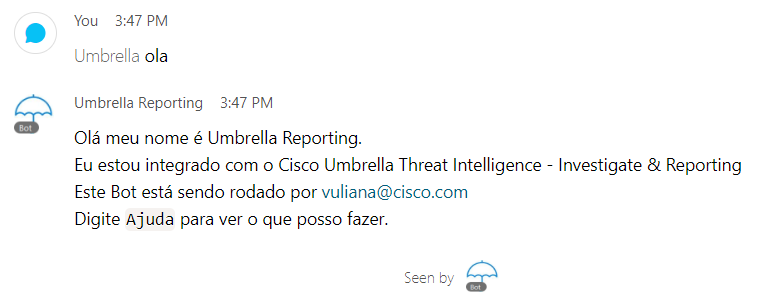 You 3:47 PM
Umbrella ola
Umbrella Reporting 3:47 PM
Bot
Olá meu nome é Umbrella Reporting.
Eu estou integrado com o Cisco Umbrella Threat Intelligence - Investigate & Reporting
Este Bot está sendo rodado por vuliana@cisco.com
Digite Ajuda para ver o que posso fazer.
Seen by
Bot